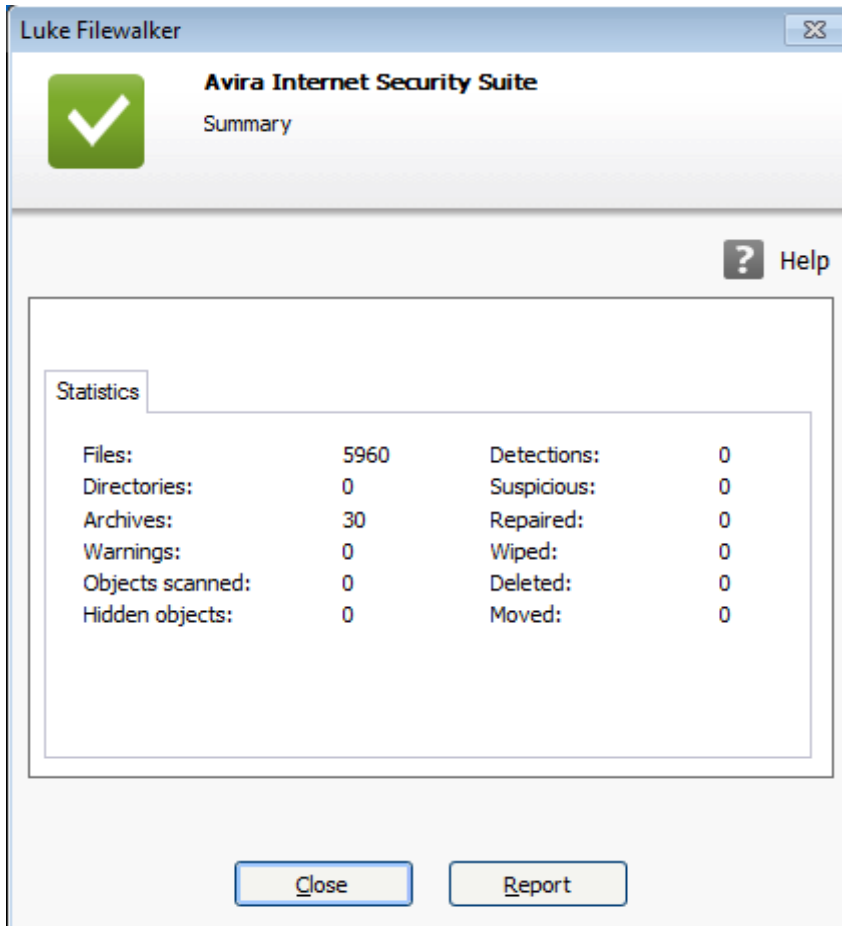 Luke Filewalker
Avira Internet Security Suite
Summary
? Help
Statistics
Files: 5960 Detections: 0
Directories: 0 Suspicious: 0
Archives: 30 Repaired: 0
Warnings: 0 Wiped: 0
Objects scanned: 0 Deleted: 0
Hidden objects: 0 Moved: 0
Close Report